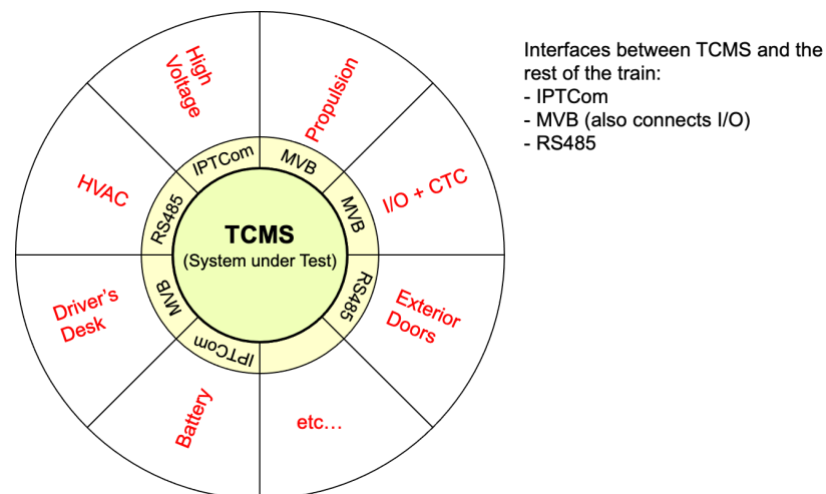 High
Voltage
Propulsion
I/O + CTC
Exterior
Doors
etc...
Battery
Driver's
Desk
HVAC
IPTCom
MVB
MVB
RS485
IPTCom
MVB
RS485
TCMS
(System under Test)
Interfaces between TCMS and the
rest of the train:
- IPTCom
- MVB (also connects I/O)
- RS485